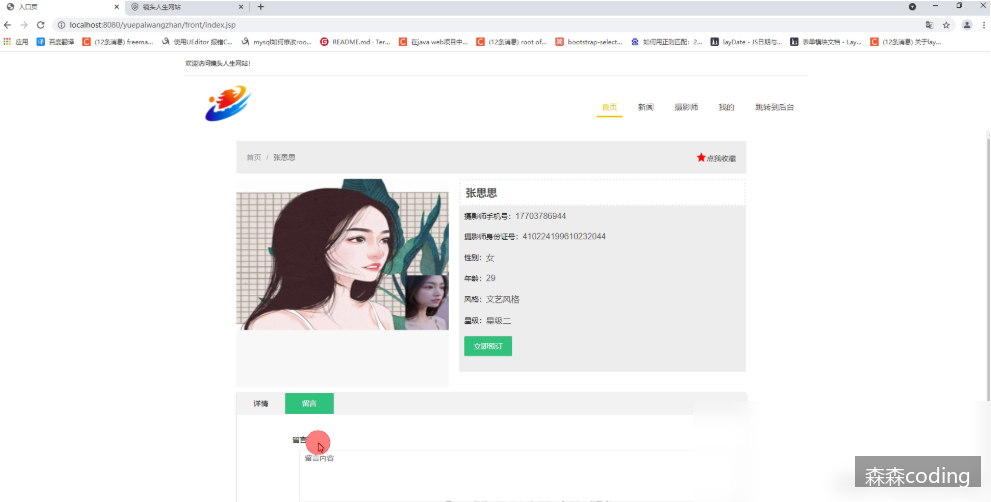 入口页
镜头人生网站
localhost:8080/yuepaiwangzhan/front/index.jsp
应用
百度翻译
(12条消息) freema...
使用UEditor 报错C...
mysql如何修改roo...
README.md · Ter...
在java web项目中...
(12条消息) root of...
bootstrap-select...
如何用正则匹配：2...
layDate - JS日期与...
表单模块文档 - Lay...
(12条消息) 关于lay...
欢迎访问镜头人生网站！
首页
新闻
摄影师
我的
跳转到后台
首页 / 张思思
点我收藏
张思思
摄影师手机号：17703786944
摄影师身份证号：410224199610232044
性别：女
年龄：29
风格：文艺风格
星级：星级二
立即预订
详情
留言
留言
留言内容
森森coding